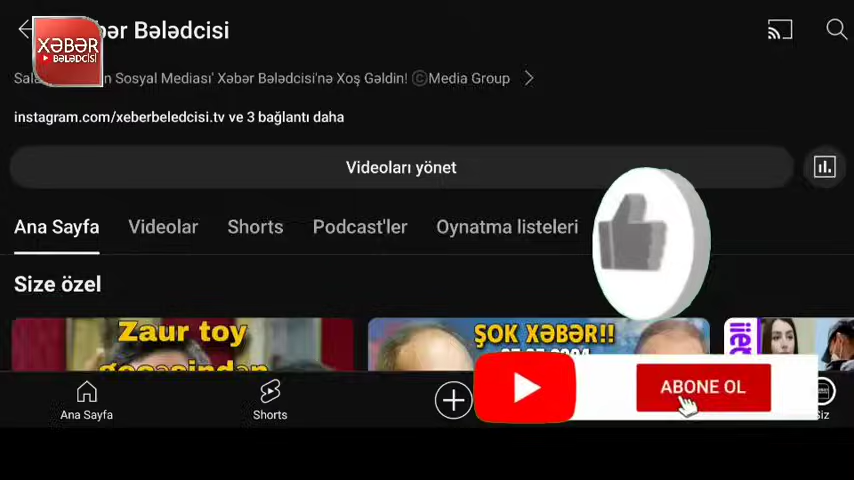 XƏBƏR
BƏLƏDCİSİ
ər Bələdcisi
Sala n Sosyal Mediası' Xəbər Bələdcisi'nə Xoş Gəldin! ©Media Group
instagram.com/xeberbeledcisi.tv ve 3 bağlantı daha
Videoları yönet
Ana Sayfa Videolar Shorts Podcast'ler Oynatma listeleri
Size özel
Zaur toy
gecəsindən
ŞOK XƏBƏR!!
ABONE OL
Ana Sayfa
Shorts
Siz